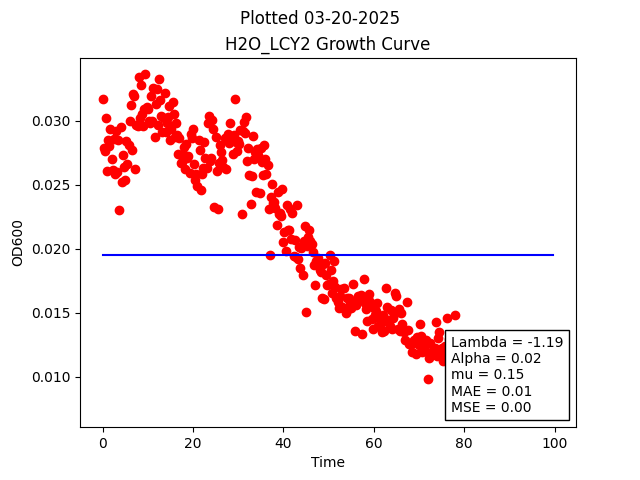 Plotted 03-20-2025
H2O_LCY2 Growth Curve
OD600
0.030
0.025
0.020
0.015
0.010
Lambda = -1.19
Alpha = 0.02
mu = 0.15
MAE = 0.01
MSE = 0.00
0 20 40 60 80 100
Time